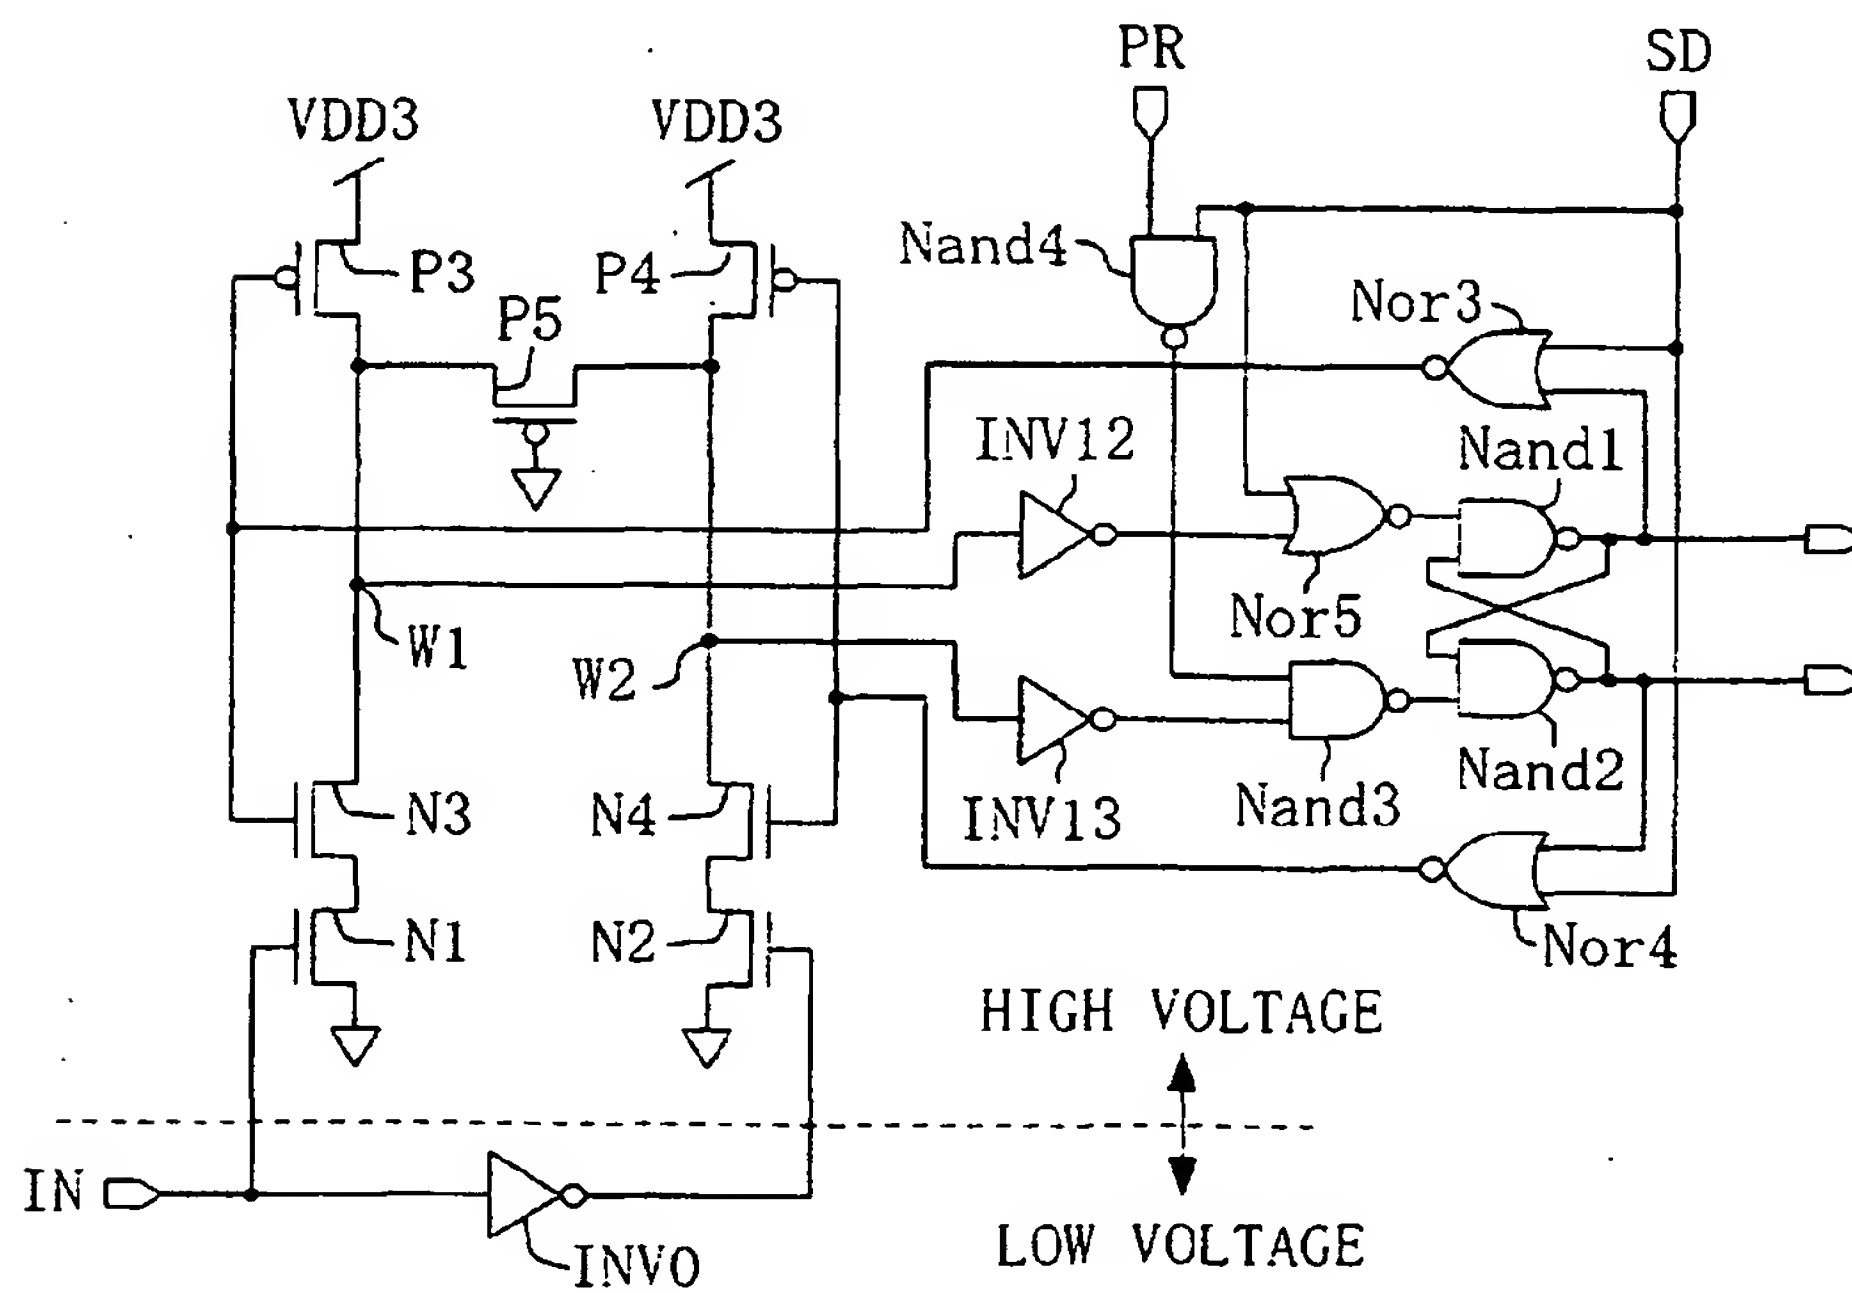 PR
SD
VDD3
VDD3
Nand4
P3
P4
P5
Nor3
INV12
Nand1
Nor5
W1
W2
N3
N4
INV13
Nand3
Nand2
N1
N2
Nor4
HIGH VOLTAGE
IN
LOW VOLTAGE
INV0